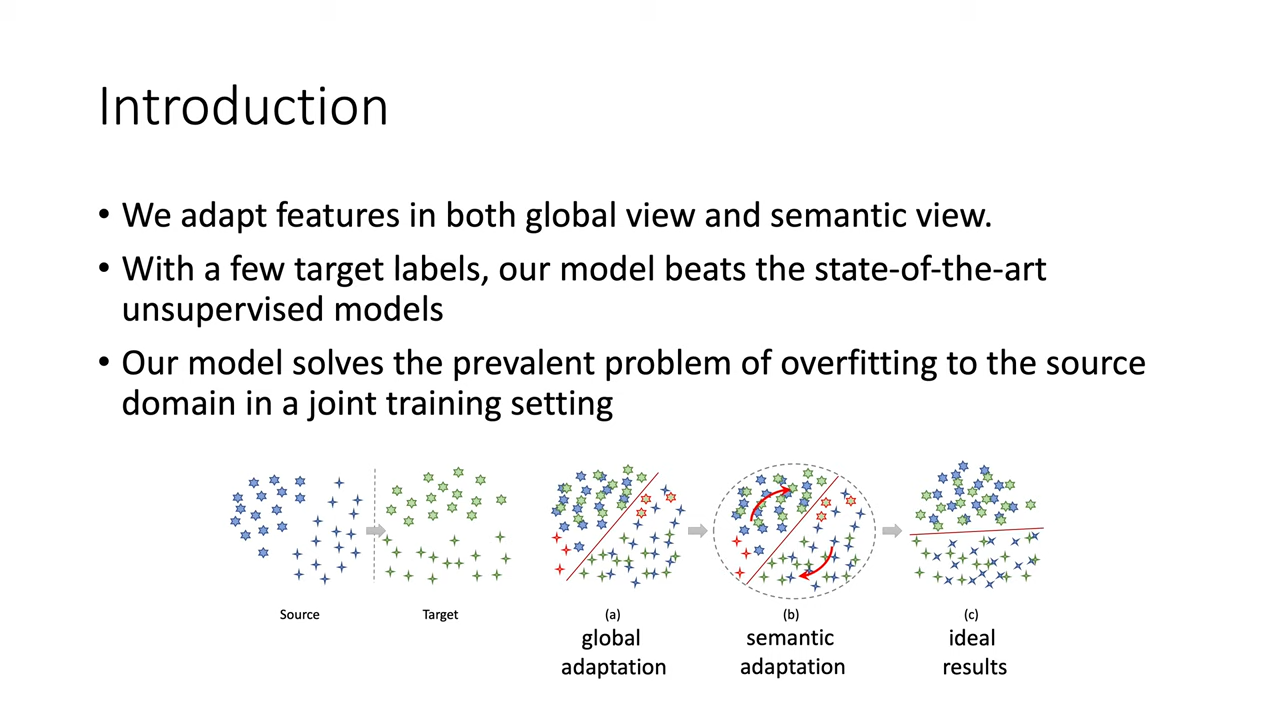 Introduction
• We adapt features in both global view and semantic view.
• With a few target labels, our model beats the state-of-the-art
unsupervised models
• Our model solves the prevalent problem of overfitting to the source
domain in a joint training setting
Source
Target
(a)
global
adaptation
(b)
semantic
adaptation
(c)
ideal
results